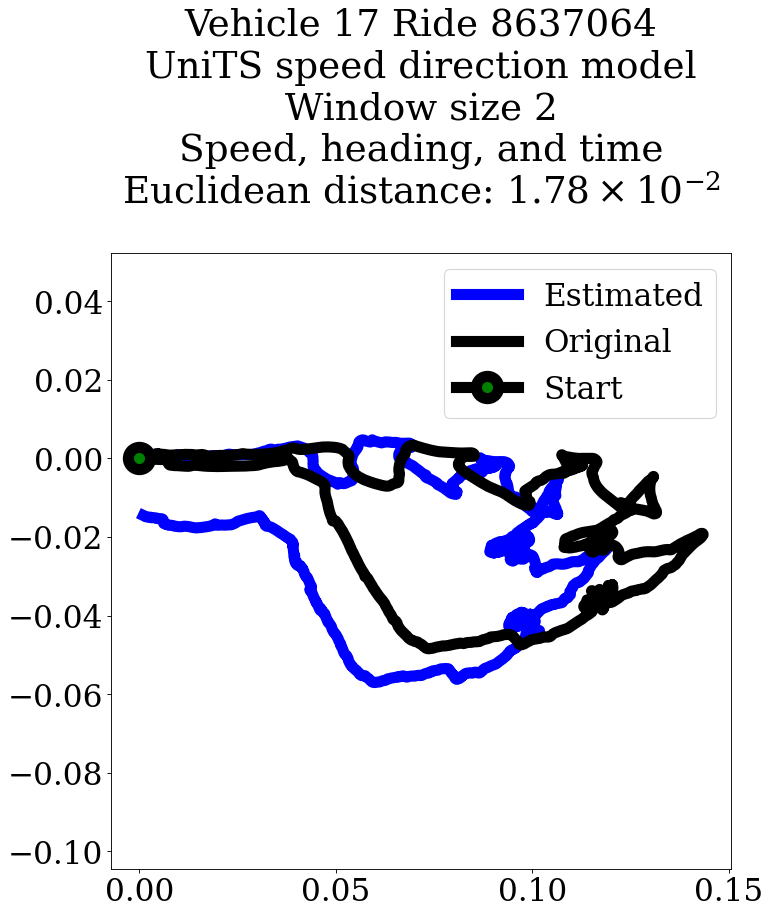 Vehicle 17 Ride 8637064
UniTS speed direction model
Window size 2
Speed, heading, and time
Euclidean distance: 1.78 × 10⁻²
Estimated
Original
Start
0.04
0.02
0.00
−0.02
−0.04
−0.06
−0.08
−0.10
0.00 0.05 0.10 0.15